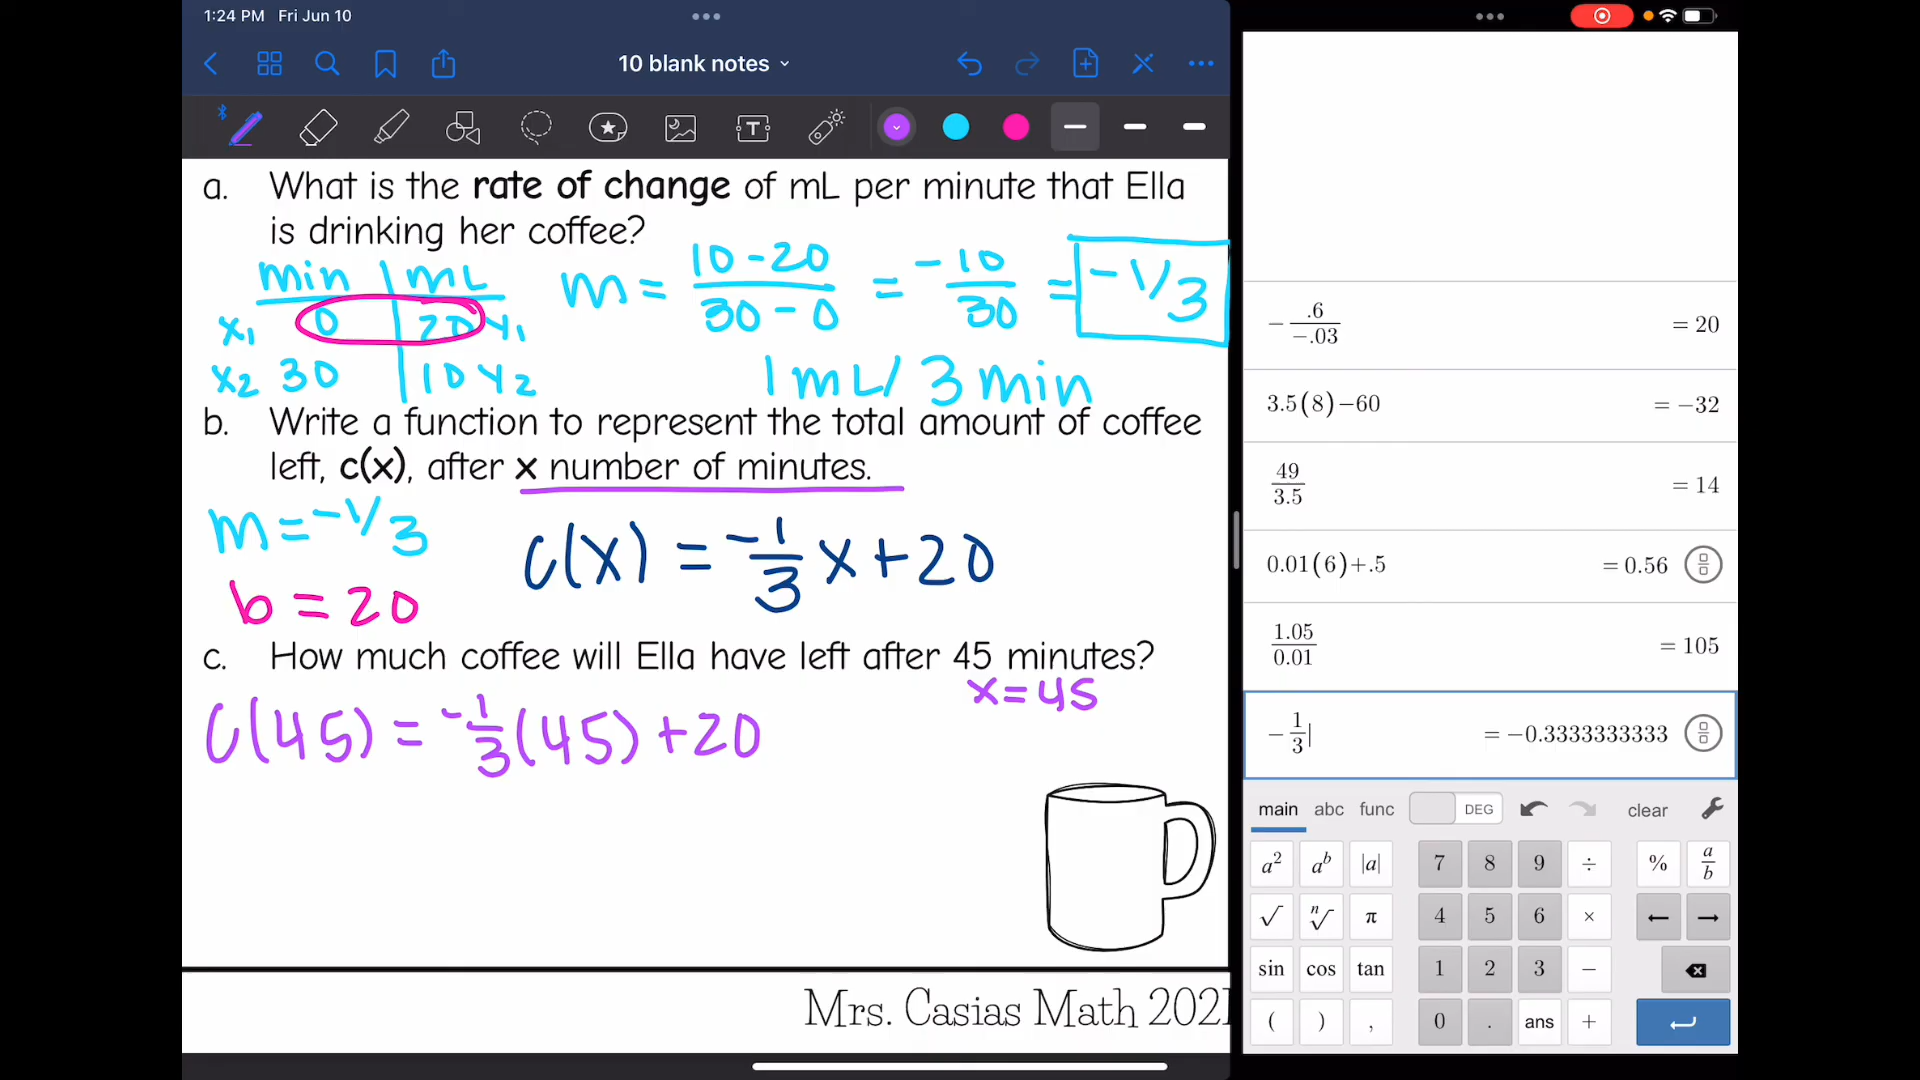 1:24 PM Fri Jun 10
10 blank notes
a. What is the rate of change of mL per minute that Ella
is drinking her coffee?
min mL
x1 0 20 y1
x2 30 10 y2
m = 10-20 / 30-0 = -10/30 = -1/3
1mL/3min
b. Write a function to represent the total amount of coffee
left, c(x), after x number of minutes.
m=-1/3
b=20
c(x) = -1/3 x+20
c. How much coffee will Ella have left after 45 minutes?
x=45
c(45) = -1/3(45)+20
Mrs. Casias Math 2021
-.6/-.03 = 20
3.5(8)-60 = -32
49/3.5 = 14
0.01(6)+.5 = 0.56
1.05/0.01 = 105
-1/3 = -0.3333333333
main abc func DEG clear
a² aᵇ |a| 7 8 9 ÷ % a/b
√ ⁿ√ π 4 5 6 × ← →
sin cos tan 1 2 3 −
( ) , 0 . ans +